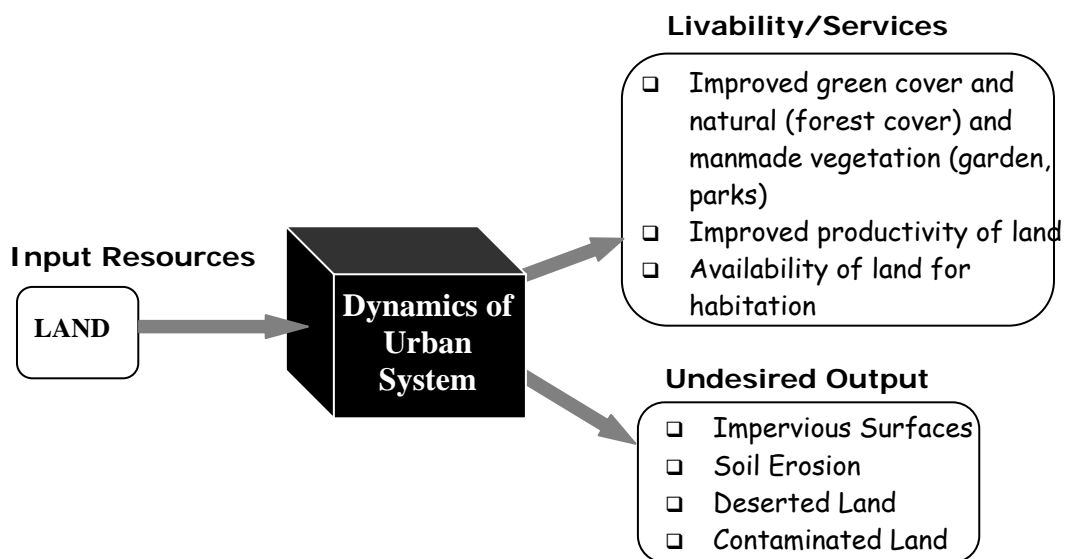 Livability/Services
❑ Improved green cover and
natural (forest cover) and
manmade vegetation (garden,
parks)
❑ Improved productivity of land
❑ Availability of land for
habitation
Input Resources
LAND
Dynamics of
Urban
System
Undesired Output
❑ Impervious Surfaces
❑ Soil Erosion
❑ Deserted Land
❑ Contaminated Land